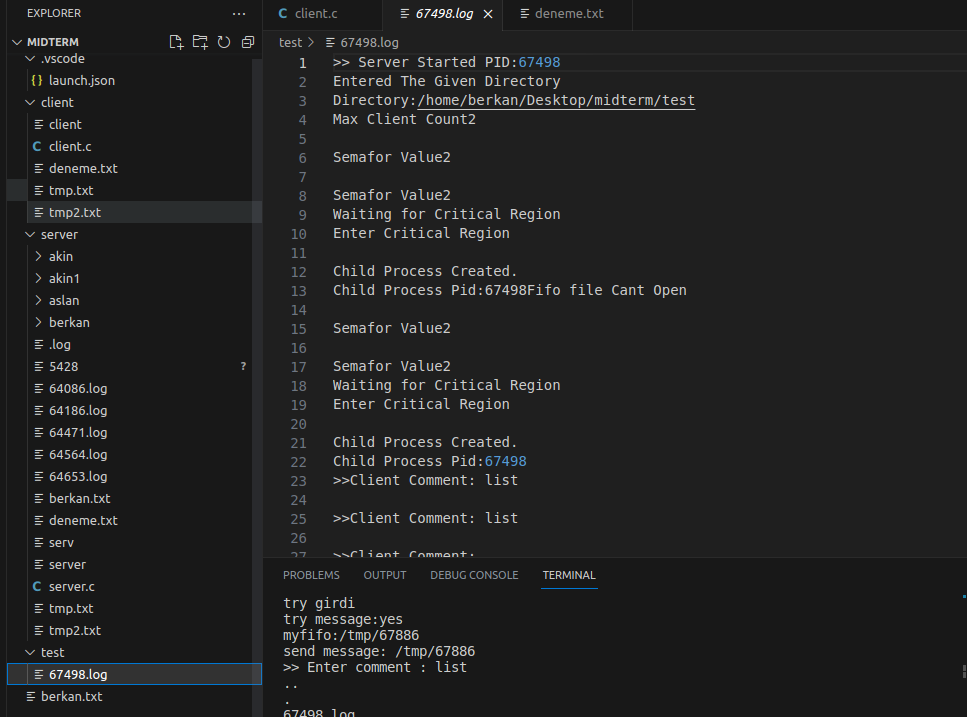 EXPLORER
MIDTERM
.vscode
{} launch.json
client
client
C client.c
deneme.txt
tmp.txt
tmp2.txt
server
akin
akin1
aslan
berkan
.log
5428 ?
64086.log
64186.log
64471.log
64564.log
64653.log
berkan.txt
deneme.txt
serv
server
C server.c
tmp.txt
tmp2.txt
test
67498.log
berkan.txt
C client.c
67498.log
deneme.txt
test > 67498.log
1 >> Server Started PID:67498
2 Entered The Given Directory
3 Directory:/home/berkan/Desktop/midterm/test
4 Max Client Count2
5
6 Semafor Value2
7
8 Semafor Value2
9 Waiting for Critical Region
10 Enter Critical Region
11
12 Child Process Created.
13 Child Process Pid:67498Fifo file Cant Open
14
15 Semafor Value2
16
17 Semafor Value2
18 Waiting for Critical Region
19 Enter Critical Region
20
21 Child Process Created.
22 Child Process Pid:67498
23 >>Client Comment: list
24
25 >>Client Comment: list
26
27 >>Client Comment:
PROBLEMS OUTPUT DEBUG CONSOLE TERMINAL
try girdi
try message:yes
myfifo:/tmp/67886
send message: /tmp/67886
>> Enter comment : list
..
.
67498.log